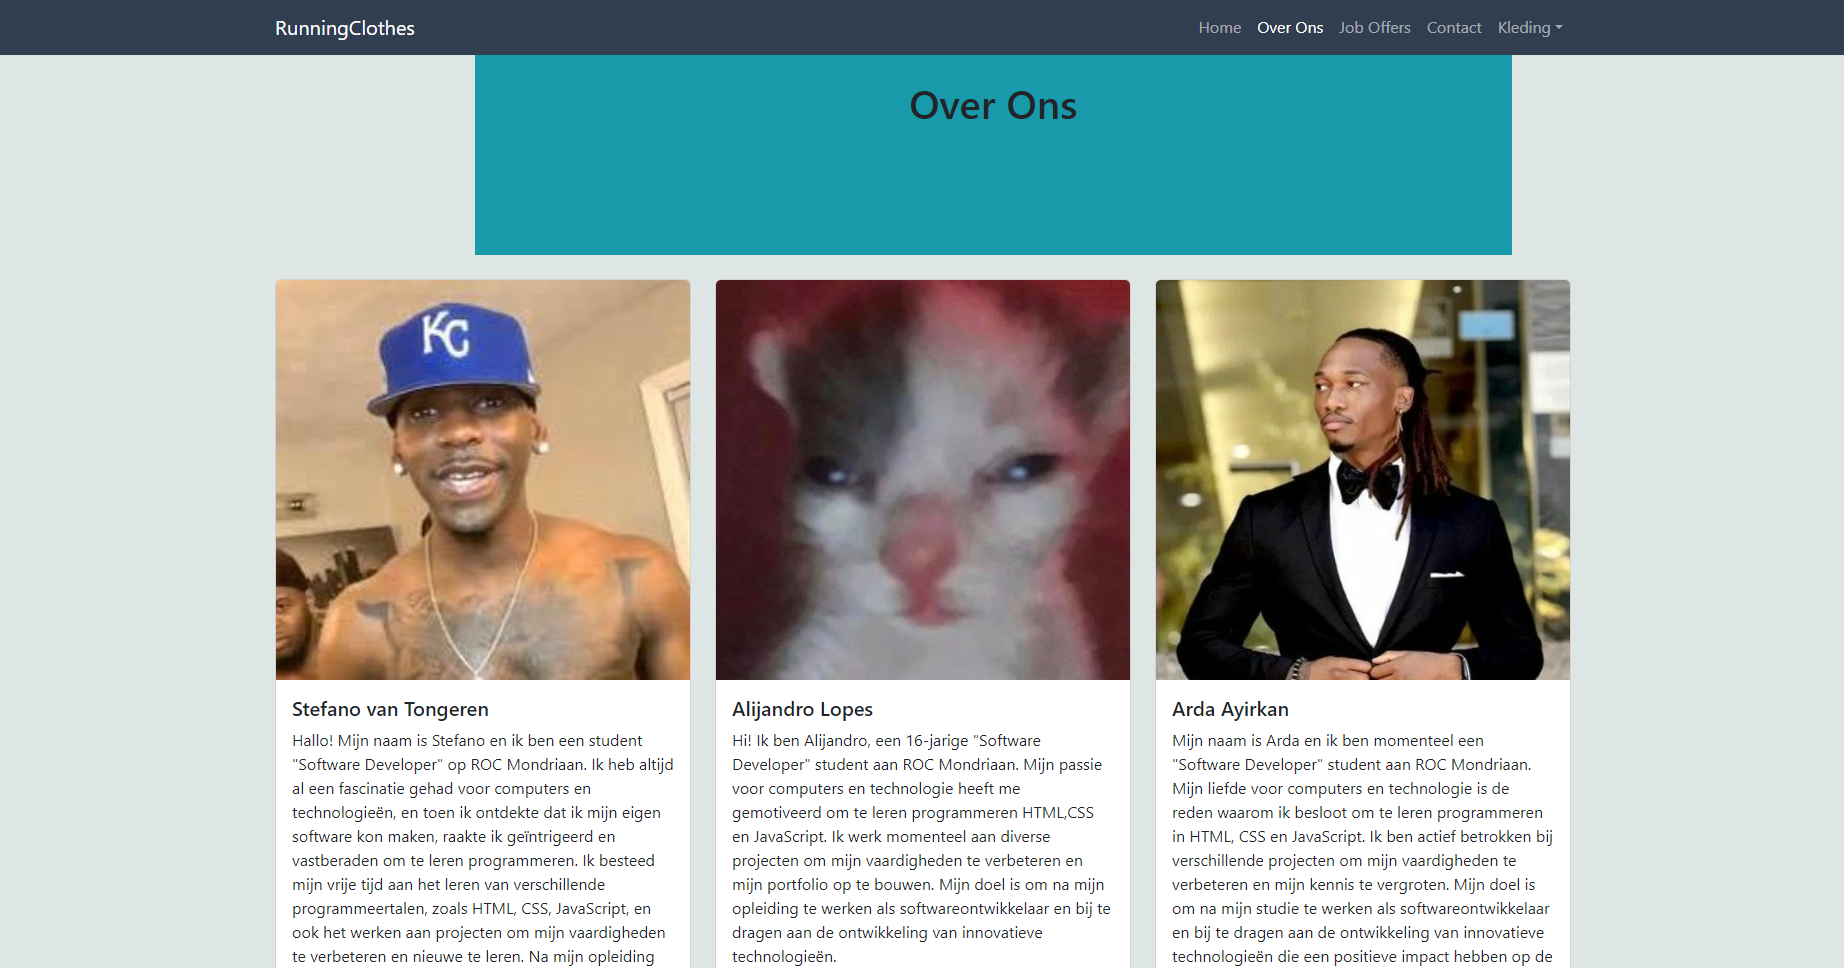 RunningClothes
Home Over Ons Job Offers Contact Kleding
Over Ons
KC
Stefano van Tongeren
Hallo! Mijn naam is Stefano en ik ben een student
"Software Developer" op ROC Mondriaan. Ik heb altijd
al een fascinatie gehad voor computers en
technologieën, en toen ik ontdekte dat ik mijn eigen
software kon maken, raakte ik geïntrigeerd en
vastberaden om te leren programmeren. Ik besteed
mijn vrije tijd aan het leren van verschillende
programmeertalen, zoals HTML, CSS, JavaScript, en
ook het werken aan projecten om mijn vaardigheden
te verbeteren en nieuwe te leren. Na mijn opleiding
Alijandro Lopes
Hi! Ik ben Alijandro, een 16-jarige "Software
Developer" student aan ROC Mondriaan. Mijn passie
voor computers en technologie heeft me
gemotiveerd om te leren programmeren HTML,CSS
en JavaScript. Ik werk momenteel aan diverse
projecten om mijn vaardigheden te verbeteren en
mijn portfolio op te bouwen. Mijn doel is om na mijn
opleiding te werken als softwareontwikkelaar en bij te
dragen aan de ontwikkeling van innovatieve
technologieën.
Arda Ayirkan
Mijn naam is Arda en ik ben momenteel een
"Software Developer" student aan ROC Mondriaan.
Mijn liefde voor computers en technologie is de
reden waarom ik besloot om te leren programmeren
in HTML, CSS en JavaScript. Ik ben actief betrokken bij
verschillende projecten om mijn vaardigheden te
verbeteren en mijn kennis te vergroten. Mijn doel is
om na mijn studie te werken als softwareontwikkelaar
en bij te dragen aan de ontwikkeling van innovatieve
technologieën die een positieve impact hebben op de